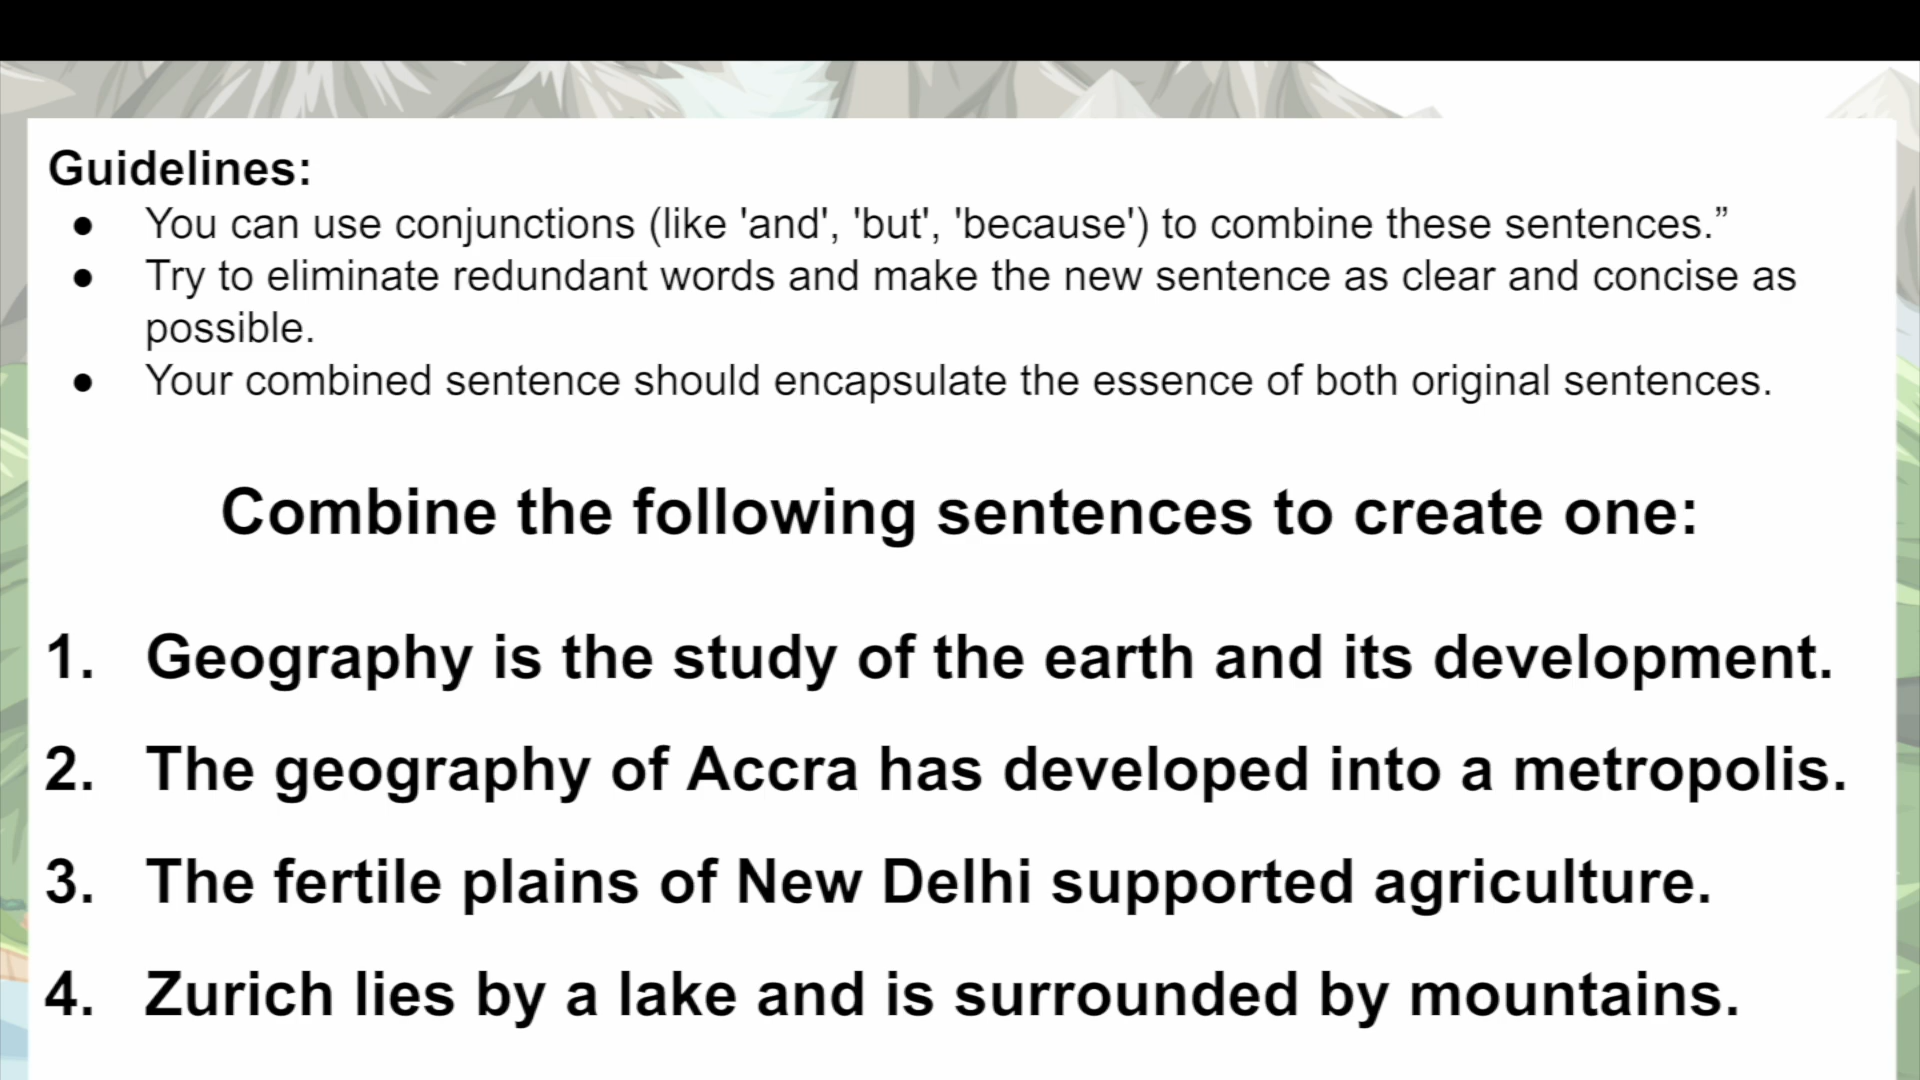 Guidelines:
● You can use conjunctions (like 'and', 'but', 'because') to combine these sentences.”
● Try to eliminate redundant words and make the new sentence as clear and concise as
possible.
● Your combined sentence should encapsulate the essence of both original sentences.
Combine the following sentences to create one:
1. Geography is the study of the earth and its development.
2. The geography of Accra has developed into a metropolis.
3. The fertile plains of New Delhi supported agriculture.
4. Zurich lies by a lake and is surrounded by mountains.